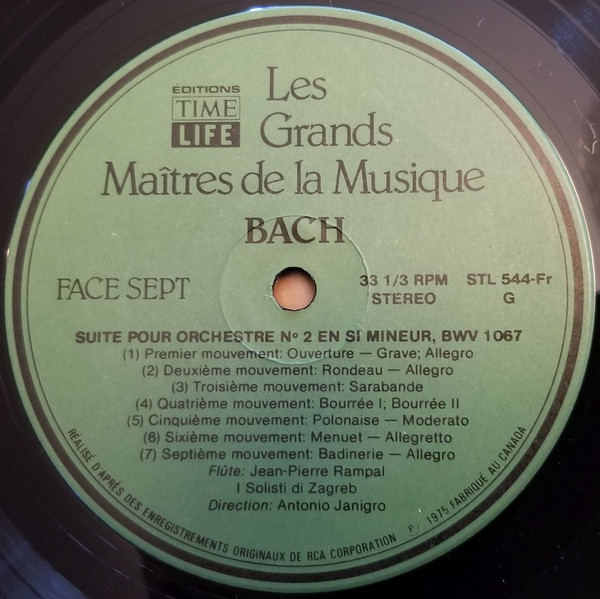 ÉDITIONS
TIME
LIFE
Les
Grands
Maîtres de la Musique
BACH
FACE SEPT
33 1/3 RPM STL 544-Fr
STEREO G
SUITE POUR ORCHESTRE Nº 2 EN SI MINEUR, BWV 1067
(1) Premier mouvement: Ouverture — Grave; Allegro
(2) Deuxième mouvement: Rondeau — Allegro
(3) Troisième mouvement: Sarabande
(4) Quatrième mouvement: Bourrée I; Bourrée II
(5) Cinquième mouvement: Polonaise — Moderato
(6) Sixième mouvement: Menuet — Allegretto
(7) Septième mouvement: Badinerie — Allegro
Flûte: Jean-Pierre Rampal
I Solisti di Zagreb
Direction: Antonio Janigro
RÉALISÉ D'APRÈS DES ENREGISTREMENTS ORIGINAUX DE RCA CORPORATION ℗ 1975 FABRIQUÉ AU CANADA